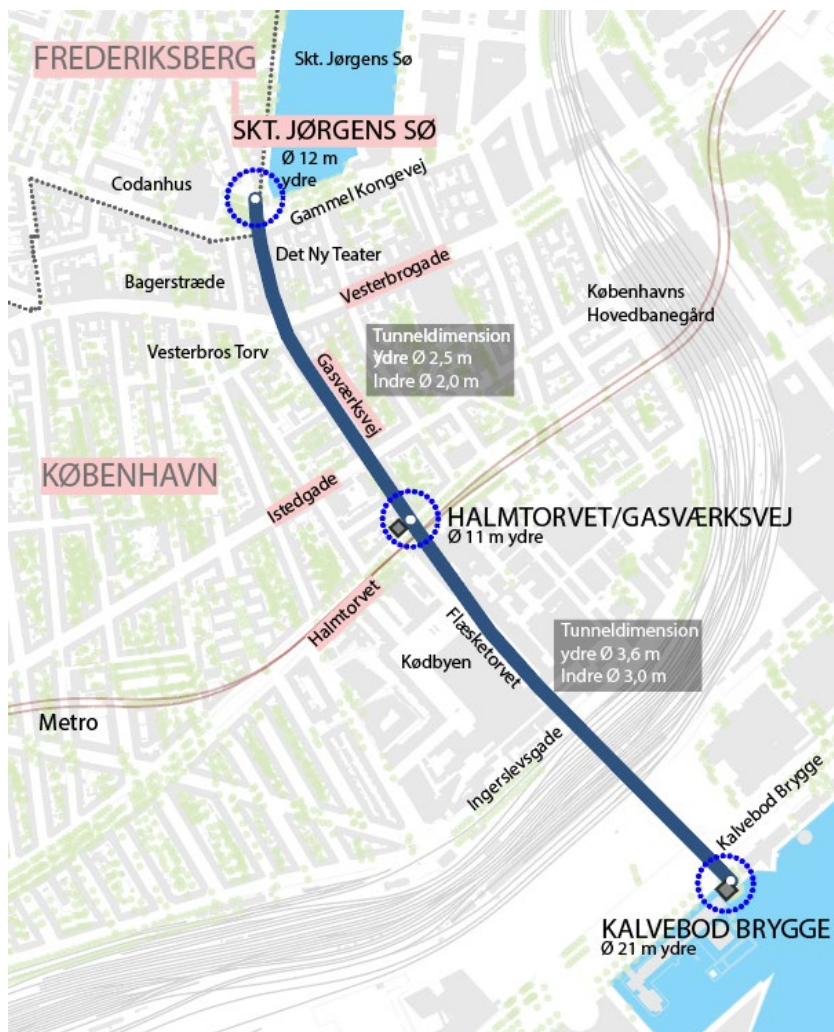 FREDERIKSBERG
Skt. Jørgens Sø
SKT. JØRGENS SØ
Ø 12 m
ydre
Codanhus
Gammel Kongevej
Det Ny Teater
Bagerstræde
Vesterbrogade
Københavns
Hovedbanegård
Vesterbros Torv
Tunneldimension
Ydre Ø 2,5 m
Indre Ø 2,0 m
Gasværksvej
KØBENHAVN
Istedgade
HALMTORVET/GASVÆRKSVEJ
Ø 11 m ydre
Halmtorvet
Flæsketorvet
Tunneldimension
ydre Ø 3,6 m
Indre Ø 3,0 m
Kødbyen
Metro
Ingerslevsgade
Kalvebod Brygge
KALVEBOD BRYGGE
Ø 21 m ydre